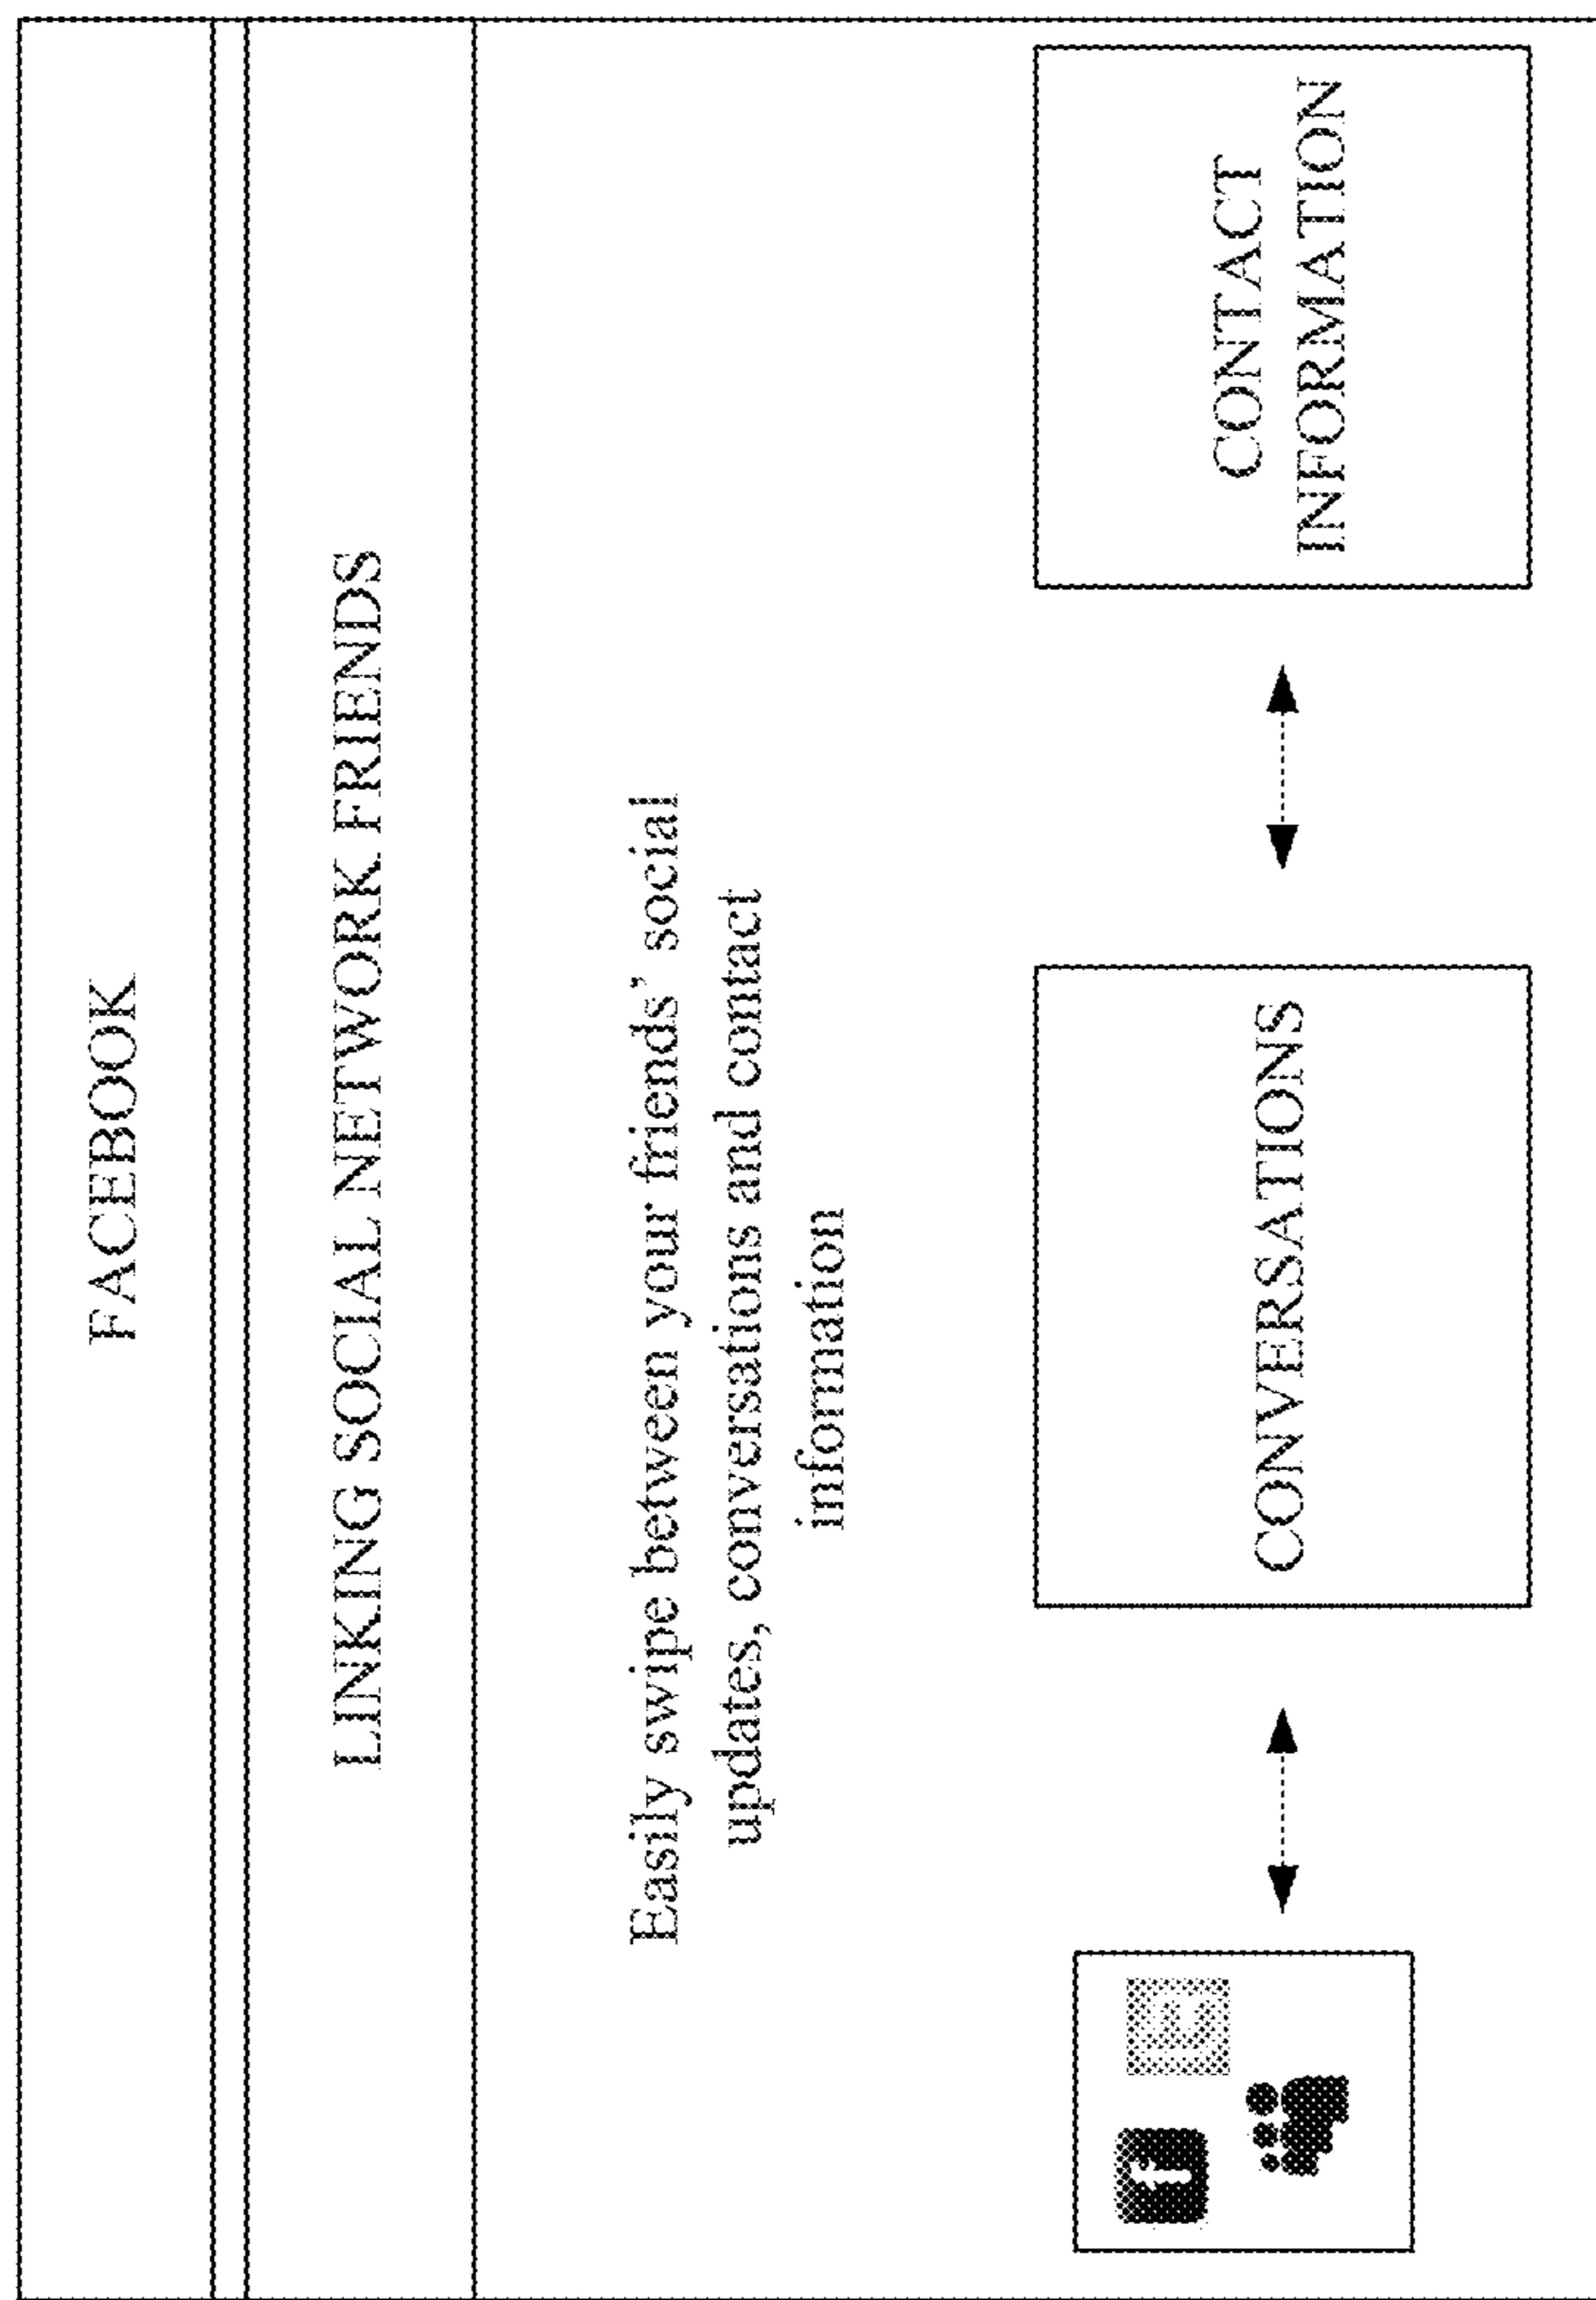 FACEBOOK
LINKING SOCIAL NETWORK FRIENDS
Easily swipe between your friends' social
updates, conversations and contact
information
f
CONVERSATIONS
CONTACT
INFORMATION